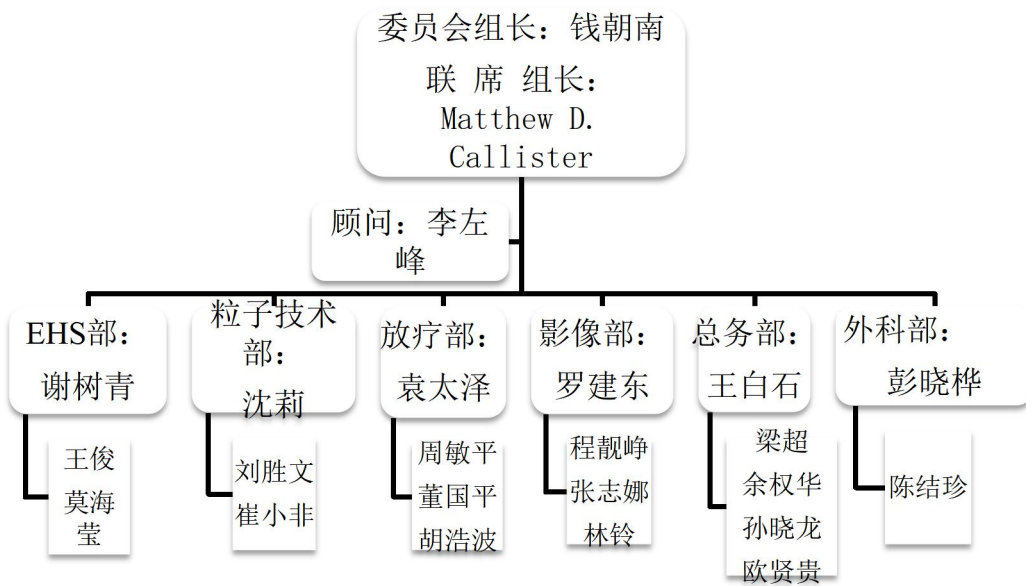 委员会组长：钱朝南
联 席 组长：
Matthew D.
Callister
顾问：李左
峰
EHS部：
谢树青
粒子技术
部：
沈莉
放疗部：
袁太泽
影像部：
罗建东
总务部：
王白石
外科部：
彭晓桦
王俊
莫海
莹
刘胜文
崔小非
周敏平
董国平
胡浩波
程靓峥
张志娜
林铃
梁超
余权华
孙晓龙
欧贤贵
陈结珍